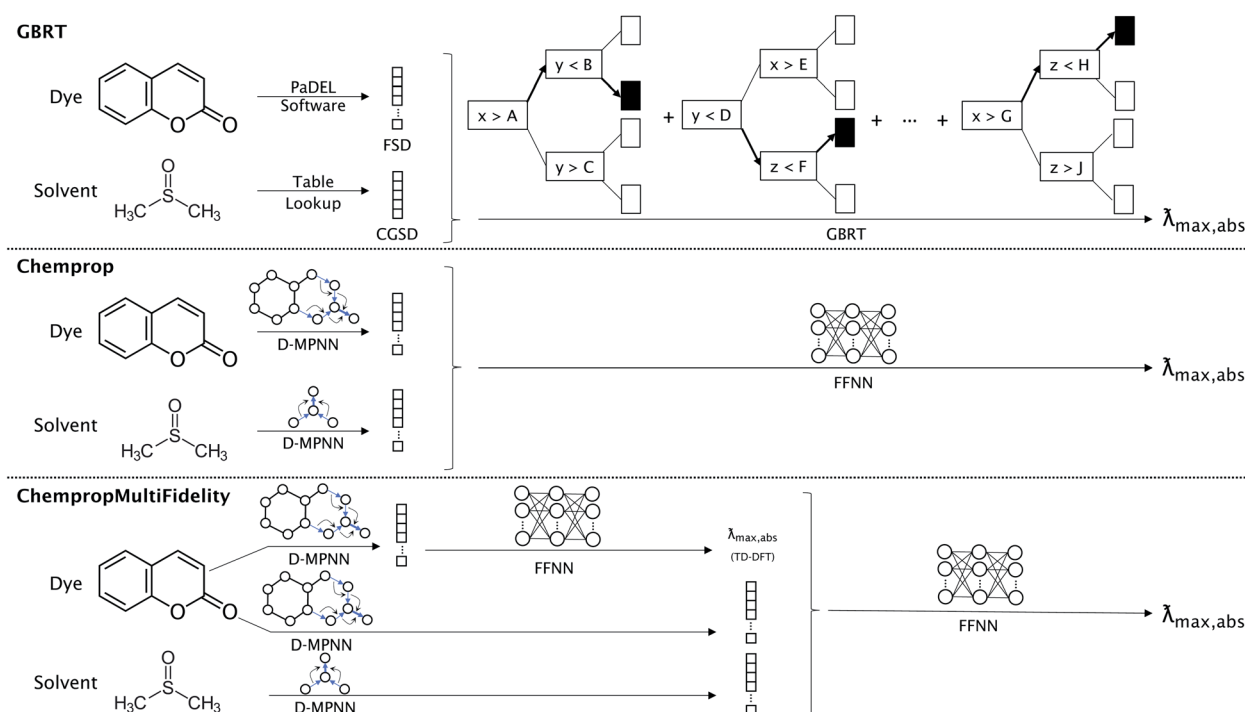 GBRT
Dye
O
O
PaDEL
Software
FSD
Solvent
O
S
H3C
CH3
Table
Lookup
CGSD
x > A
y < B
y > C
+
y < D
x > E
z < F
+ ... +
x > G
z < H
z > J
GBRT
λ̃max,abs
Chemprop
Dye
O
O
D-MPNN
Solvent
O
S
H3C
CH3
D-MPNN
FFNN
λ̃max,abs
ChempropMultiFidelity
Dye
O
O
D-MPNN
FFNN
λ̃max,abs
(TD-DFT)
D-MPNN
Solvent
O
S
H3C
CH3
D-MPNN
FFNN
λ̃max,abs